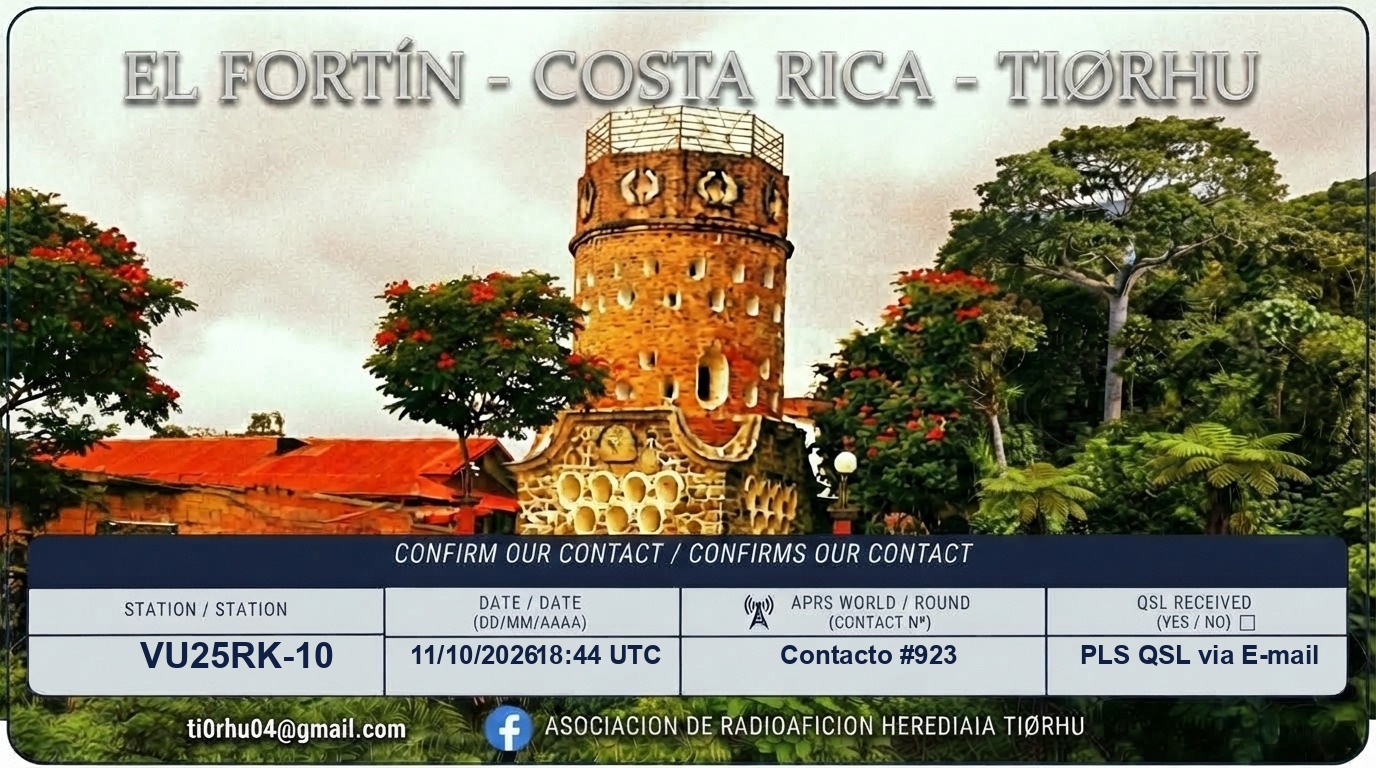 EL FORTÍN - COSTA RICA - TIØRHU
CONFIRM OUR CONTACT / CONFIRMS OUR CONTACT
STATION / STATION
VU25RK-10
DATE / DATE
(DD/MM/AAAA)
11/10/202618:44 UTC
APRS WORLD / ROUND
(CONTACT Nº)
Contacto #923
QSL RECEIVED
(YES / NO) ☐
PLS QSL via E-mail
ti0rhu04@gmail.com
f ASOCIACION DE RADIOAFICION HEREDIAIA TIØRHU